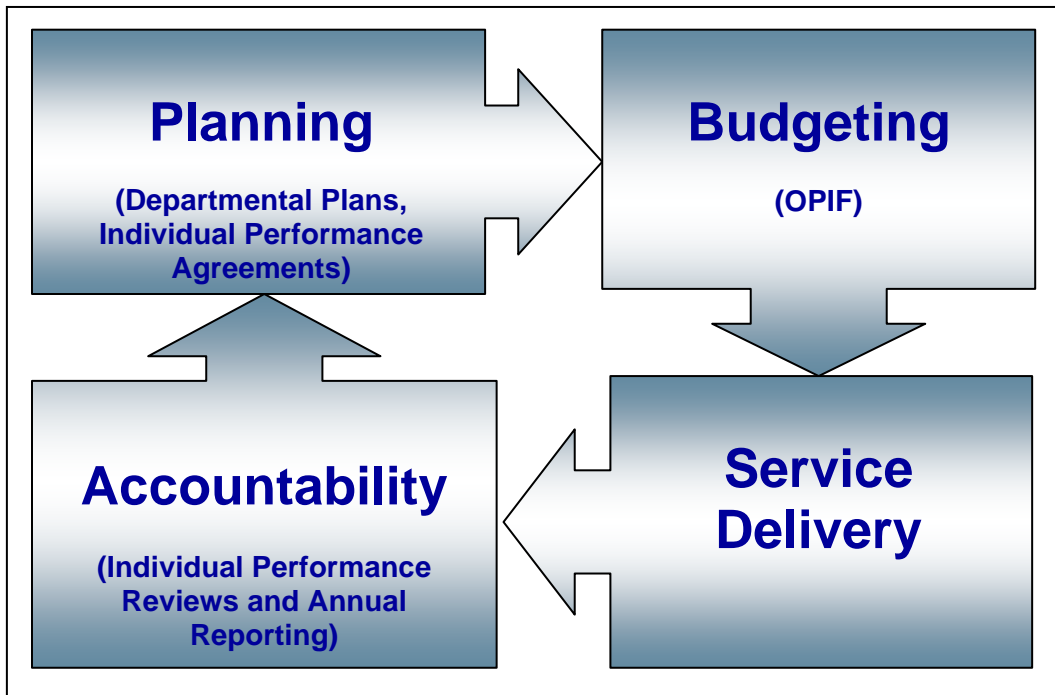 Planning
(Departmental Plans,
Individual Performance
Agreements)
Budgeting
(OPIF)
Accountability
(Individual Performance
Reviews and Annual
Reporting)
Service
Delivery